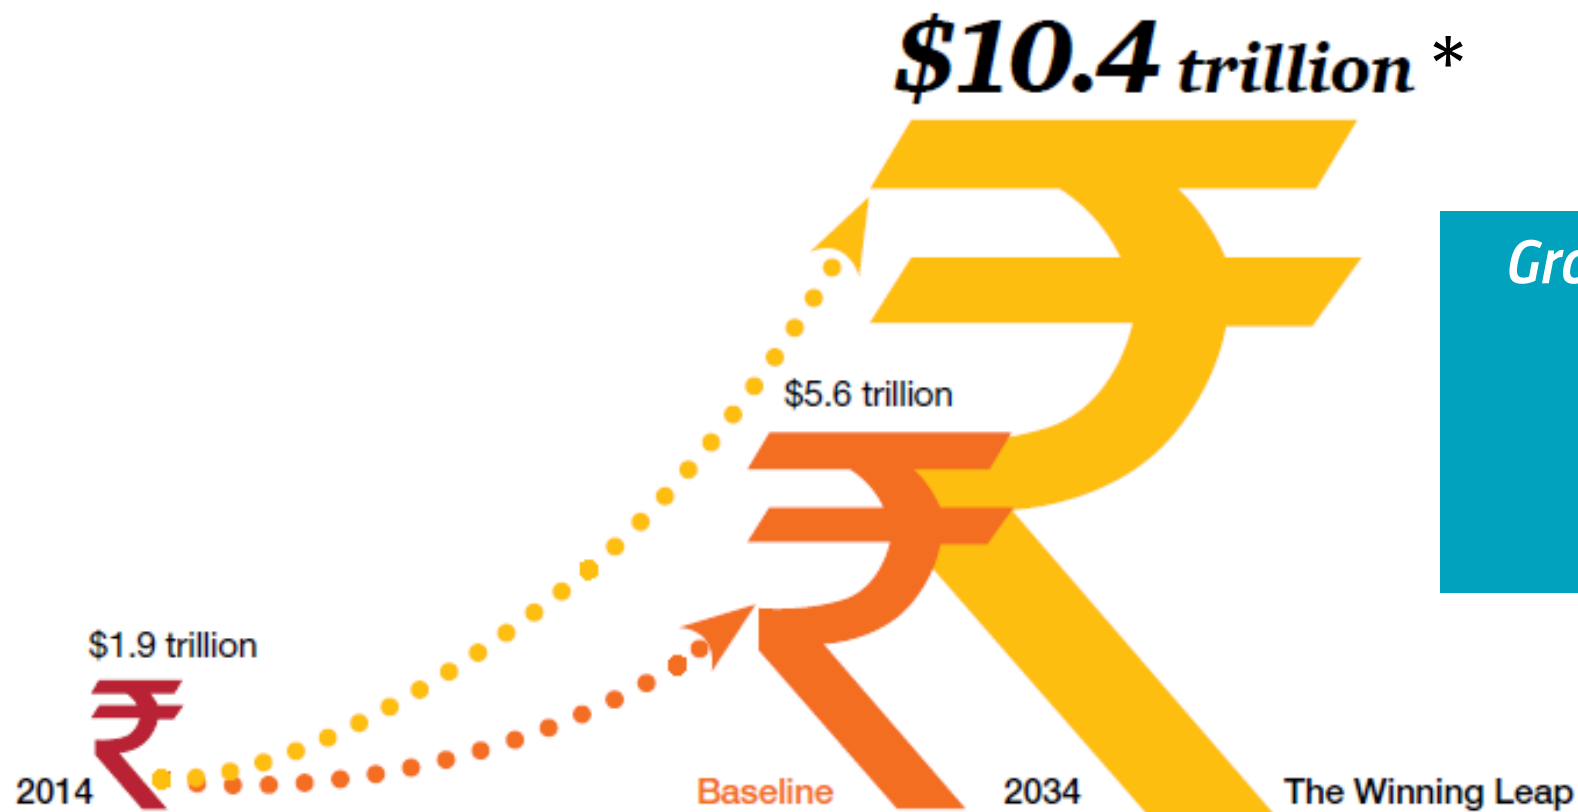 $10.4 trillion *
$5.6 trillion
$1.9 trillion
2014
Baseline
2034
The Winning Leap